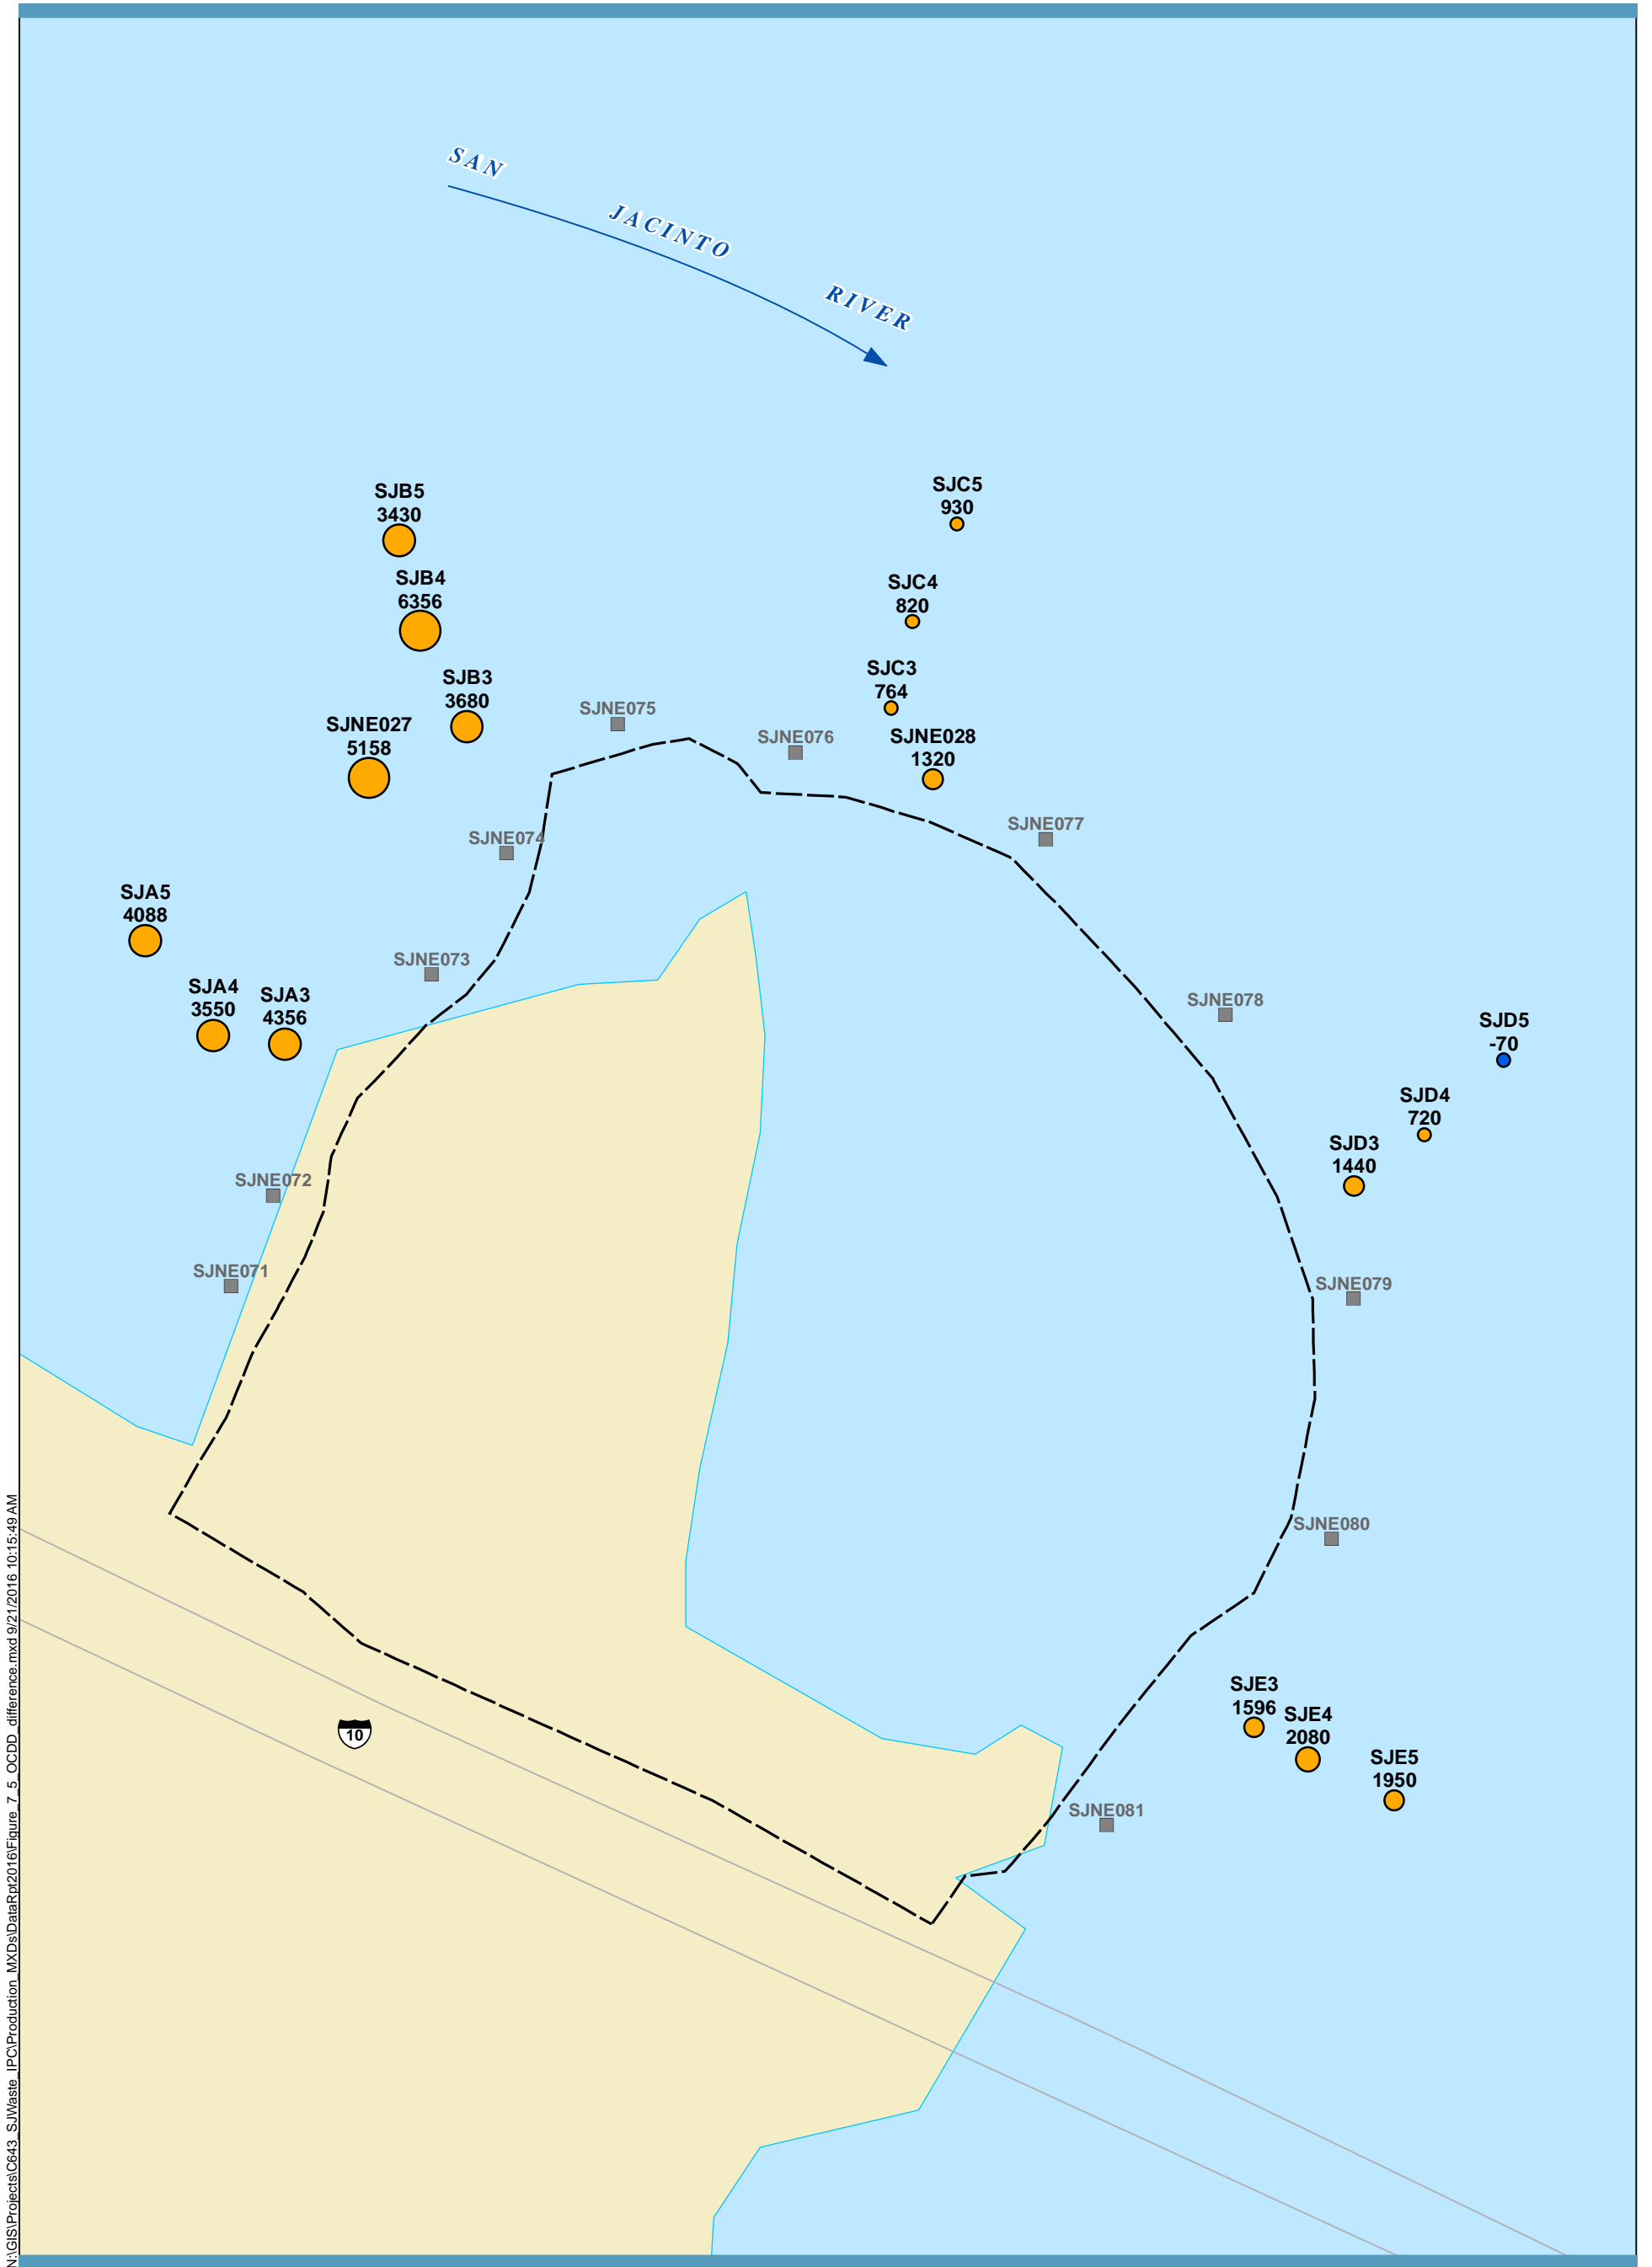 SAN
JACINTO
RIVER
SJB5
3430
SJC5
930
SJB4
6356
SJC4
820
SJB3
3680
SJC3
764
SJNE075
SJNE027
5158
SJNE076
SJNE028
1320
SJNE074
SJNE077
SJA5
4088
SJNE073
SJA4
3550
SJA3
4356
SJNE078
SJD5
-70
SJD4
720
SJD3
1440
SJNE072
SJNE071
SJNE079
SJNE080
SJE3
1596
SJE4
2080
SJE5
1950
10
SJNE081
N:\GIS\Projects\C643_SJWaste_IPC\Production_MXDs\DataRpt2016\Figure_7_5_OCDD_difference.mxd 9/21/2016 10:15:49 AM